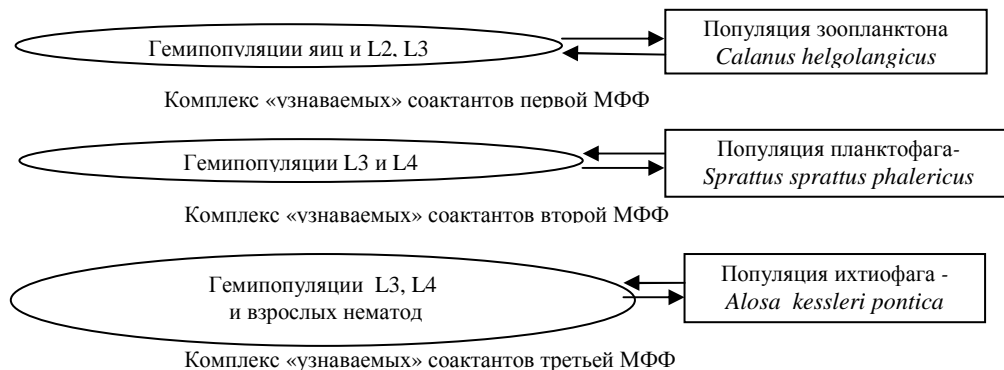 Гемипопуляции яиц и L2, L3
Популяция зоопланктона
Calanus helgolangicus
Комплекс «узнаваемых» соактантов первой МФФ
Гемипопуляции L3 и L4
Популяция планктофага-
Sprattus sprattus phalericus
Комплекс «узнаваемых» соактантов второй МФФ
Гемипопуляции L3, L4
и взрослых нематод
Популяция ихтиофага -
Alosa kessleri pontica
Комплекс «узнаваемых» соактантов третьей МФФ